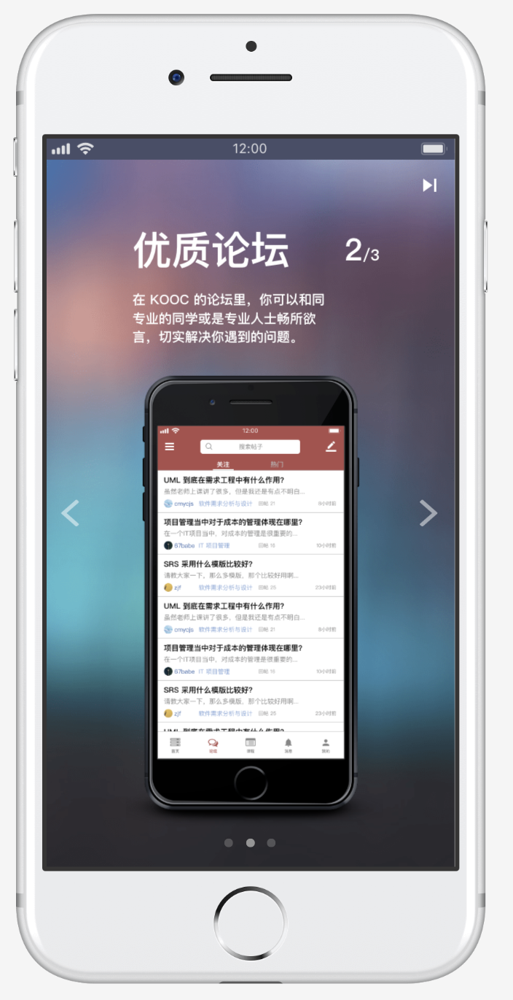 12:00
优质论坛
2/3
在 KOOC 的论坛里，你可以和同
专业的同学或是专业人士畅所欲
言，切实解决你遇到的问题。
12:00
搜索帖子
关注 热门
UML 到底在需求工程中有什么作用?
虽然老师上课讲了很多，但是我还是有点不明白...
cmycjs 软件需求分析与设计 回帖 21 8小时前
项目管理当中对于成本的管理体现在哪里?
在一个IT项目当中，对成本的管理是很重要的...
67babe IT 项目管理 回帖 16 10小时前
SRS 采用什么模版比较好?
请教大家一下，那么多模版，那个比较好用啊...
zjf 软件需求分析与设计 回帖 25 23小时前
UML 到底在需求工程中有什么作用?
虽然老师上课讲了很多，但是我还是有点不明白...
cmycjs 软件需求分析与设计 回帖 21 8小时前
项目管理当中对于成本的管理体现在哪里?
在一个IT项目当中，对成本的管理是很重要的...
67babe IT 项目管理 回帖 16 10小时前
SRS 采用什么模版比较好?
请教大家一下，那么多模版，那个比较好用啊...
zjf 软件需求分析与设计 回帖 25 23小时前
UML 到底在需求工程中有什么作用?
首页 论坛 课程 消息 我的